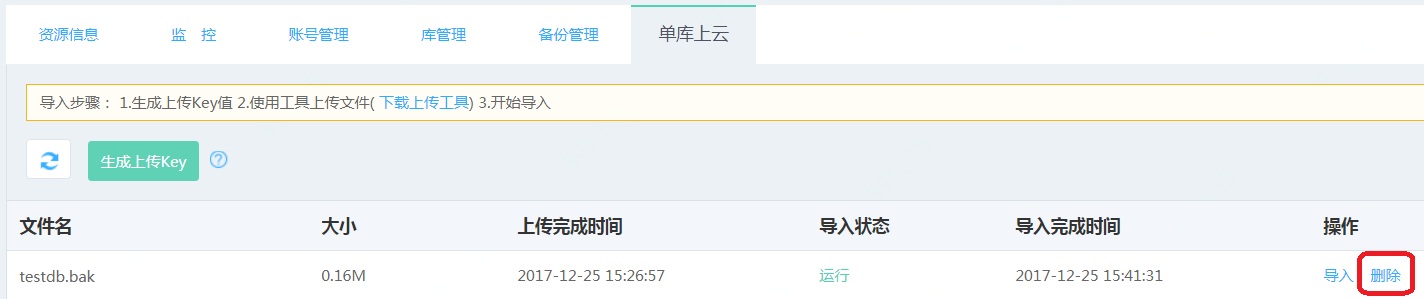 资源信息 监 控 账号管理 库管理 备份管理 单库上云
导入步骤： 1.生成上传Key值 2.使用工具上传文件( 下载上传工具) 3.开始导入
生成上传Key ?
文件名 大小 上传完成时间 导入状态 导入完成时间 操作
testdb.bak 0.16M 2017-12-25 15:26:57 运行 2017-12-25 15:41:31 导入 删除